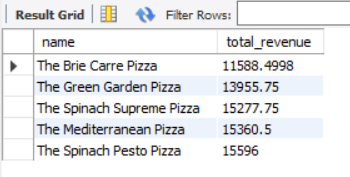 Result Grid Filter Rows:
name total_revenue
The Brie Carre Pizza 11588.4998
The Green Garden Pizza 13955.75
The Spinach Supreme Pizza 15277.75
The Mediterranean Pizza 15360.5
The Spinach Pesto Pizza 15596